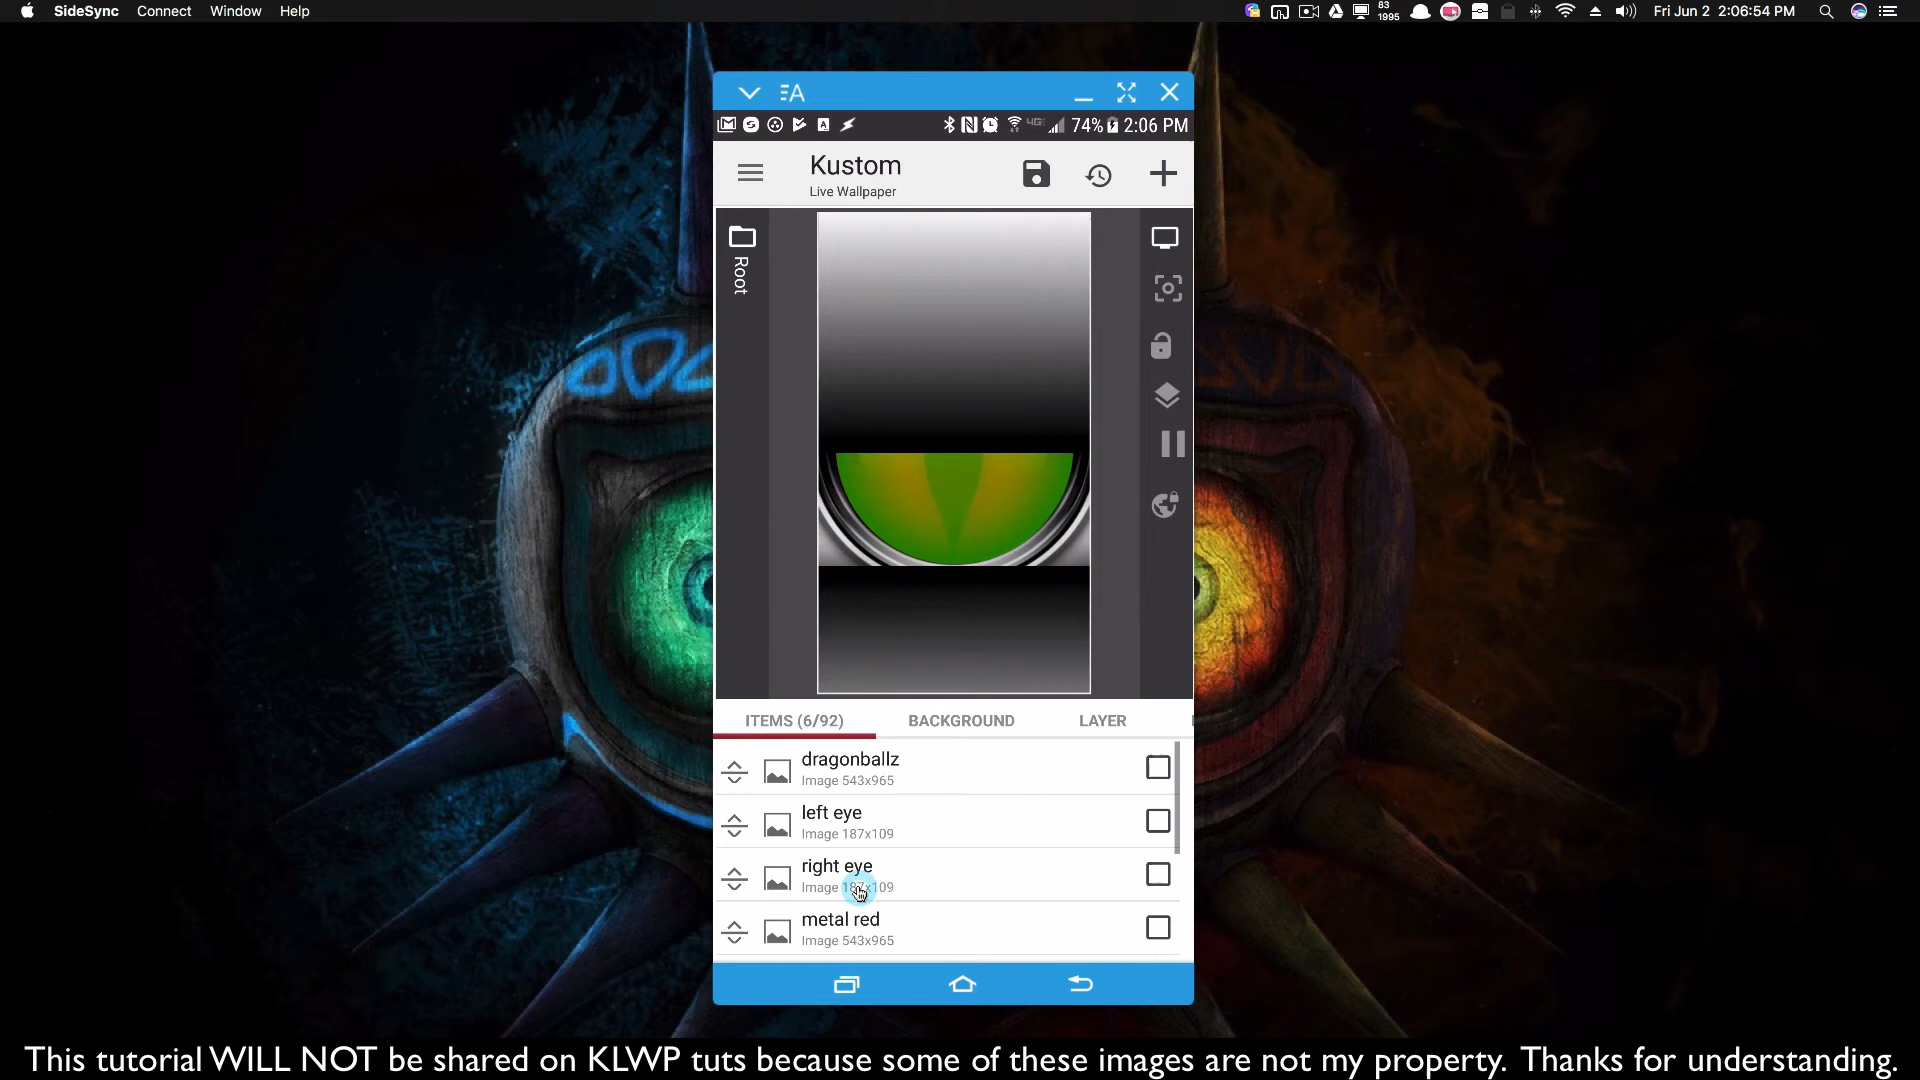 SideSync Connect Window Help
83
1995
Fri Jun 2 2:06:54 PM
74% 2:06 PM
Kustom
Live Wallpaper
Root
ITEMS (6/92) BACKGROUND LAYER
dragonballz
Image 543x965
left eye
Image 187x109
right eye
Image 187x109
metal red
Image 543x965
This tutorial WILL NOT be shared on KLWP tuts because some of these images are not my property. Thanks for understanding.